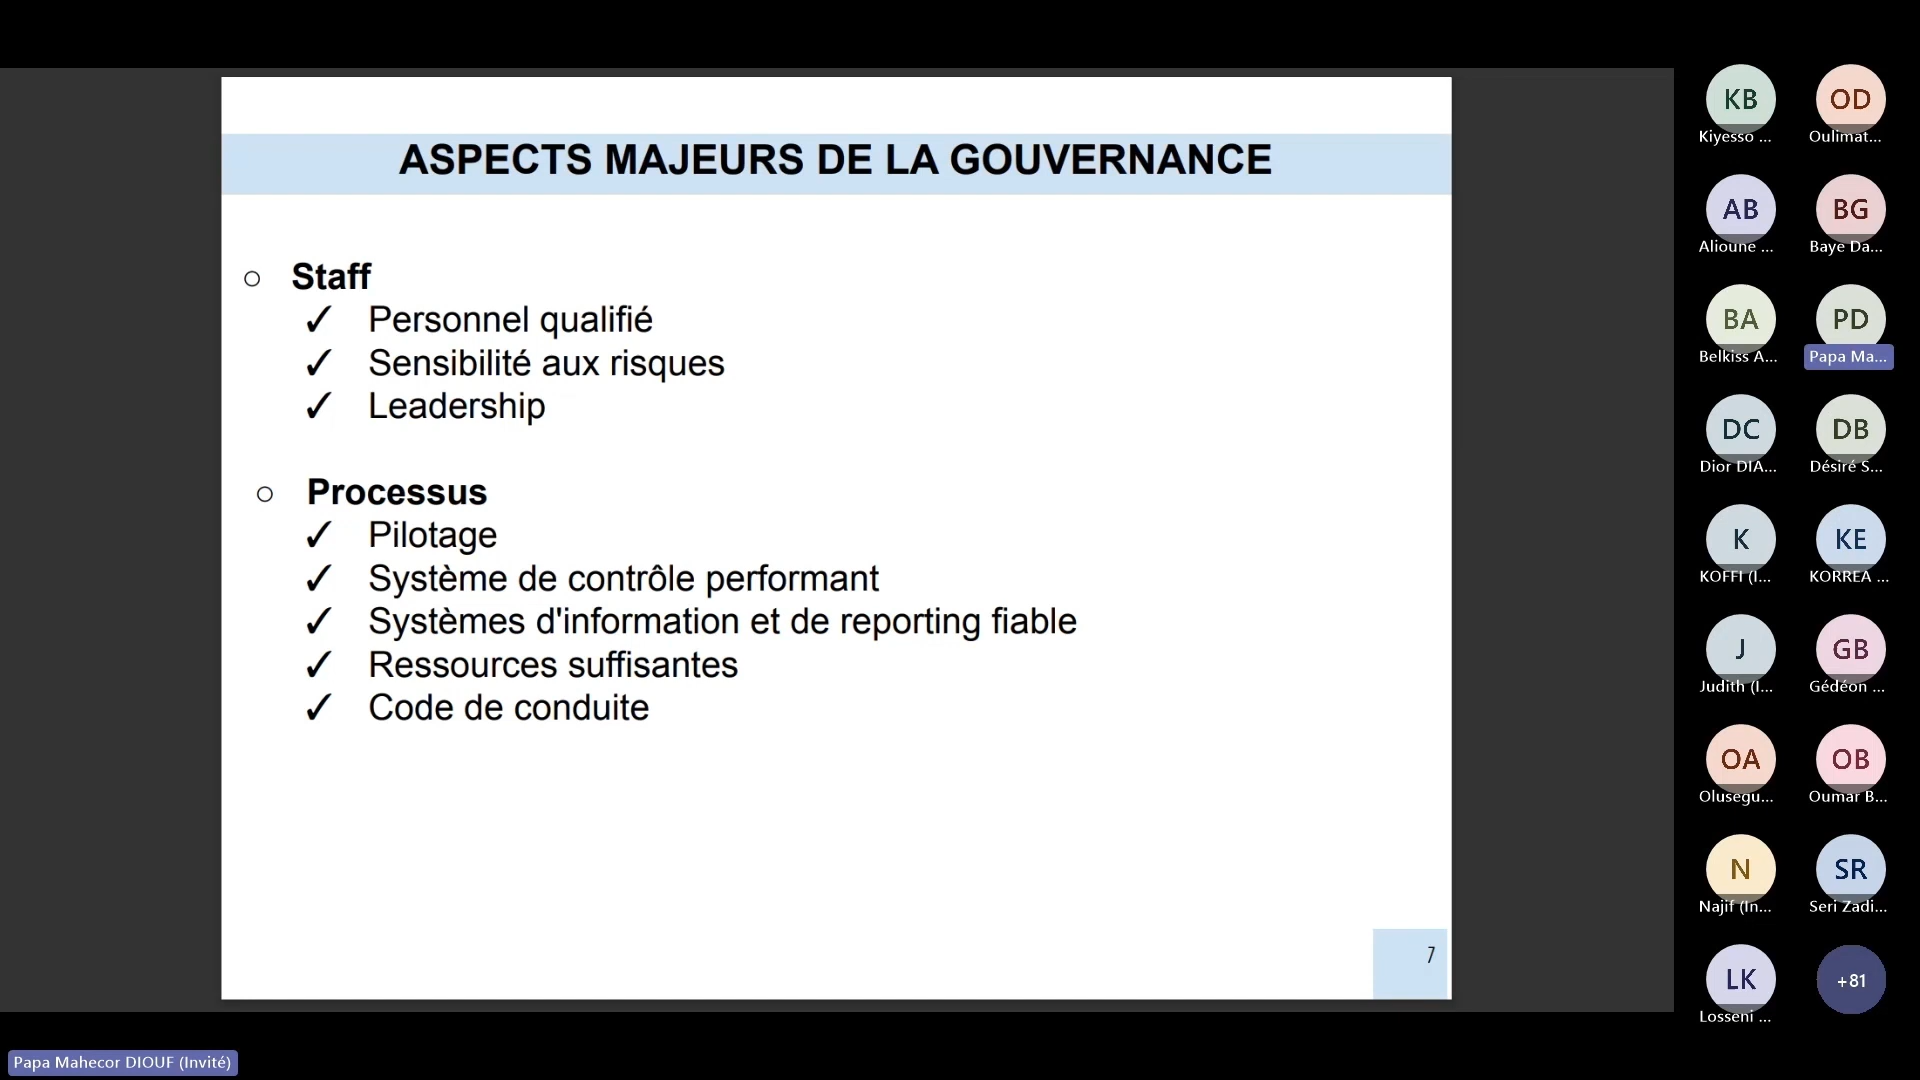 ASPECTS MAJEURS DE LA GOUVERNANCE
○ Staff
✓ Personnel qualifié
✓ Sensibilité aux risques
✓ Leadership
○ Processus
✓ Pilotage
✓ Système de contrôle performant
✓ Systèmes d'information et de reporting fiable
✓ Ressources suffisantes
✓ Code de conduite
7
KB OD
Kiyesso ... Oulimat...
AB BG
Alioune ... Baye Da...
BA PD
Belkiss A... Papa Ma...
DC DB
Dior DIA... Désiré S...
K KE
KOFFI (I... KORREA ...
J GB
Judith (I... Gédéon ...
OA OB
Olusegu... Oumar B...
N SR
Najif (In... Seri Zadi...
LK +81
Losseni ...
Papa Mahecor DIOUF (Invité)